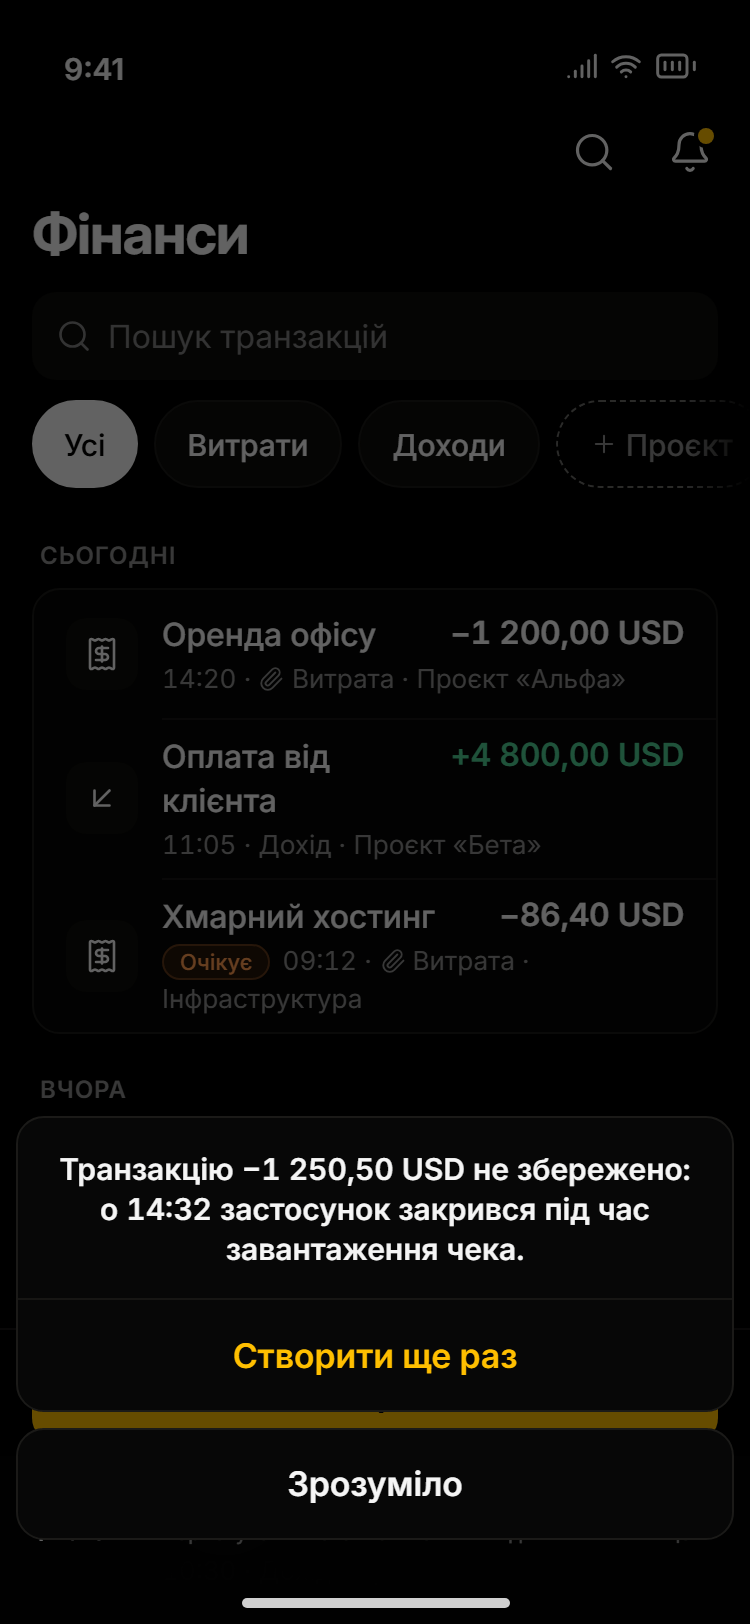 9:41
Фінанси
Пошук транзакцій
Усі
Витрати
Доходи
+ Проєкт
СЬОГОДНІ
Оренда офісу
−1 200,00 USD
14:20 · Витрата · Проєкт «Альфа»
Оплата від
клієнта
+4 800,00 USD
11:05 · Дохід · Проєкт «Бета»
Хмарний хостинг
−86,40 USD
Очікує 09:12 · Витрата ·
Інфраструктура
ВЧОРА
Транзакцію −1 250,50 USD не збережено:
о 14:32 застосунок закрився під час
завантаження чека.
Створити ще раз
Зрозуміло